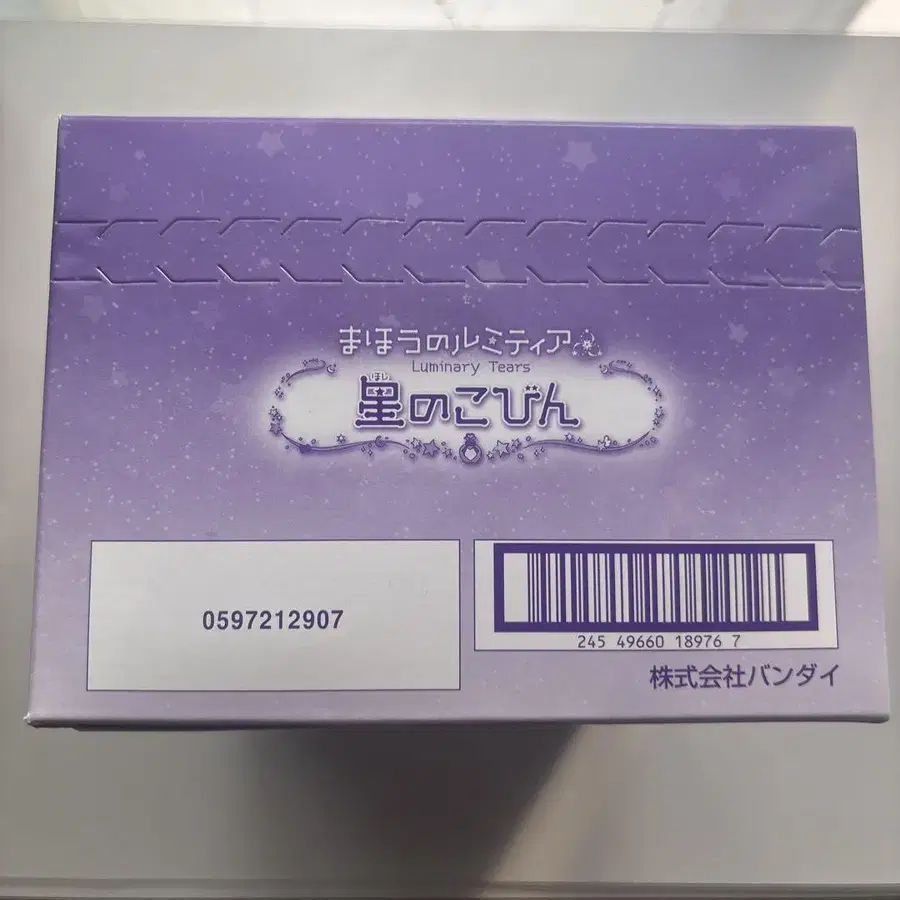 まほうのルミティア
Luminary Tears
ほし
星のこびん
0597212907
245 49660 18976 7
株式会社バンダイ